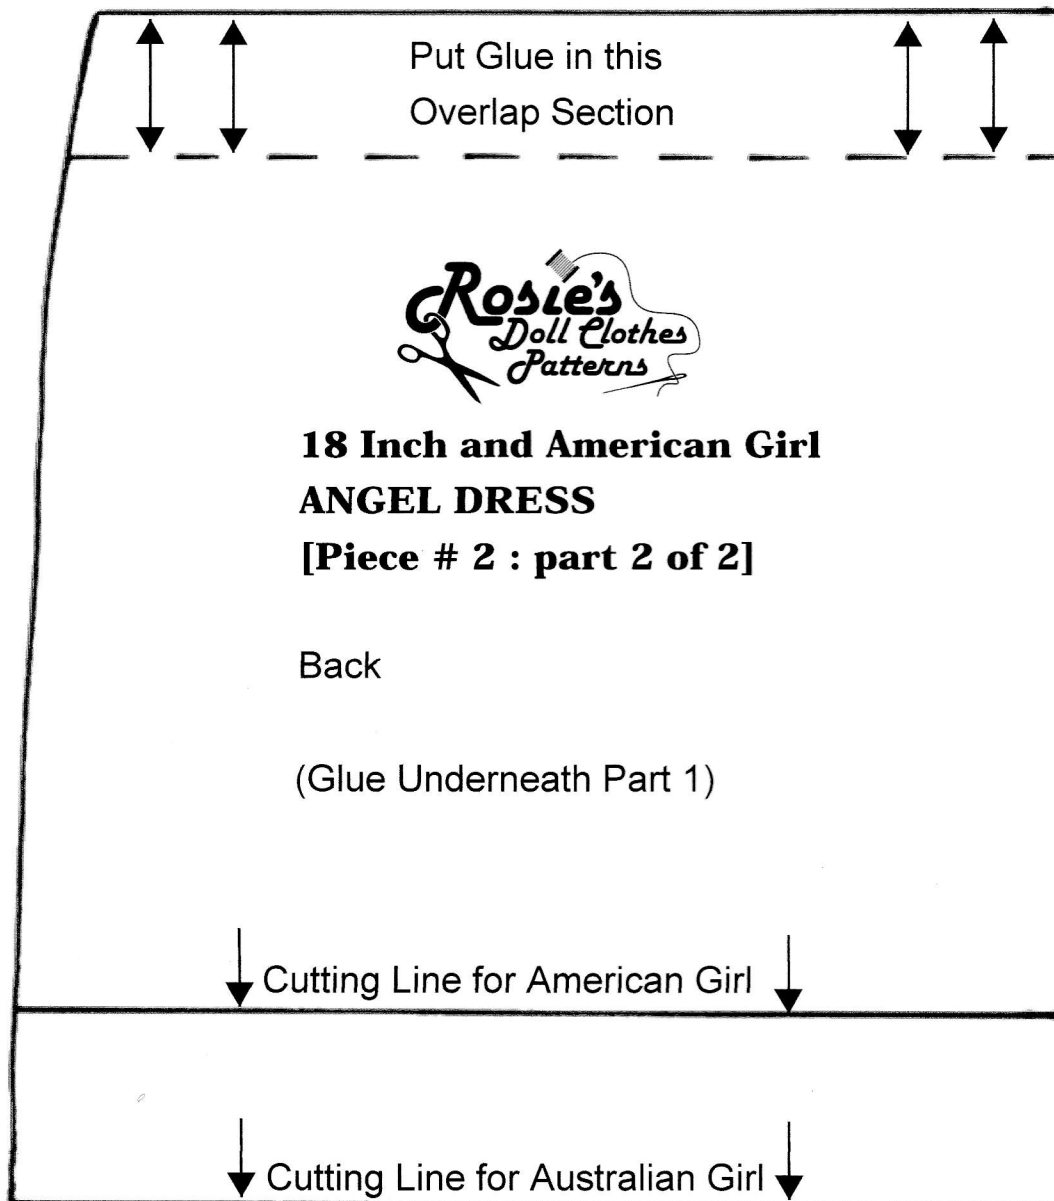 Put Glue in this
Overlap Section
Rosie's
Doll Clothes
Patterns
18 Inch and American Girl
ANGEL DRESS
[Piece # 2 : part 2 of 2]
Back
(Glue Underneath Part 1)
Cutting Line for American Girl
Cutting Line for Australian Girl